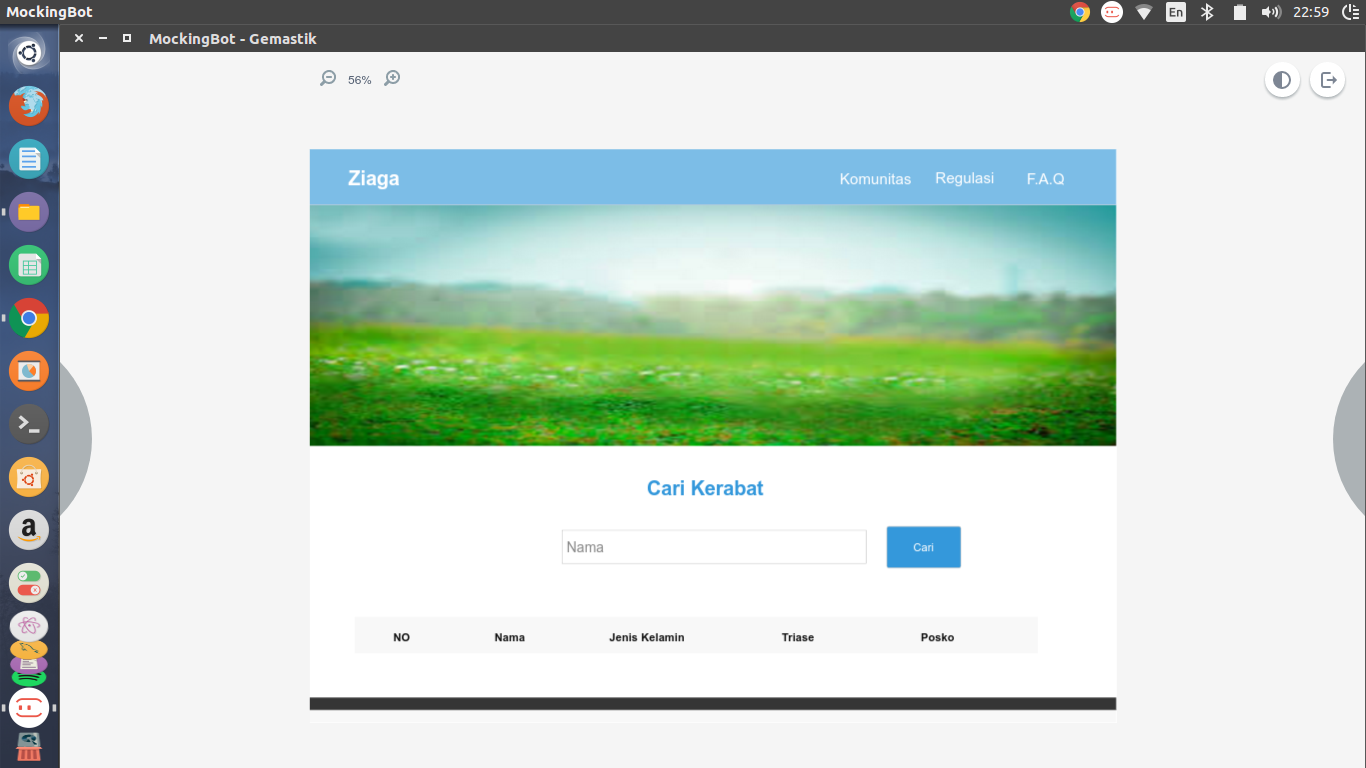 MockingBot
En
22:59
MockingBot - Gemastik
56%
Ziaga
Komunitas
Regulasi
F.A.Q
Cari Kerabat
Nama
Cari
NO Nama Jenis Kelamin Triase Posko